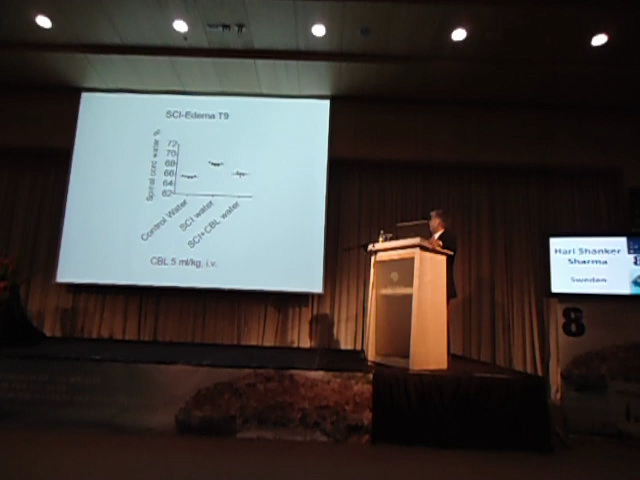 SCI-Edema T9
Spinal cord water %
72
70
68
66
64
62
Control Water
SCI water
SCI+CBL water
CBL 5 ml/kg, i.v.
Hari Shanker
Sharma
Sweden
8